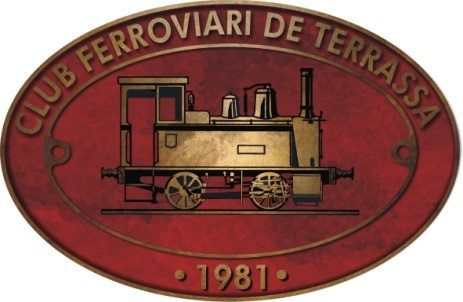 CLUB FERROVIARI DE TERRASSA
· 1981 ·